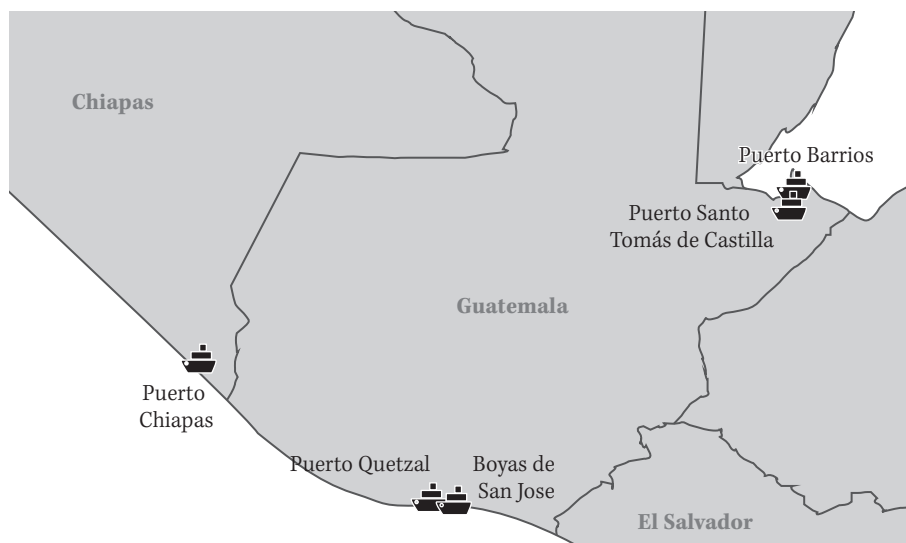 Chiapas
Puerto Barrios
Puerto Santo
Tomás de Castilla
Guatemala
Puerto
Chiapas
Puerto Quetzal
Boyas de
San Jose
El Salvador